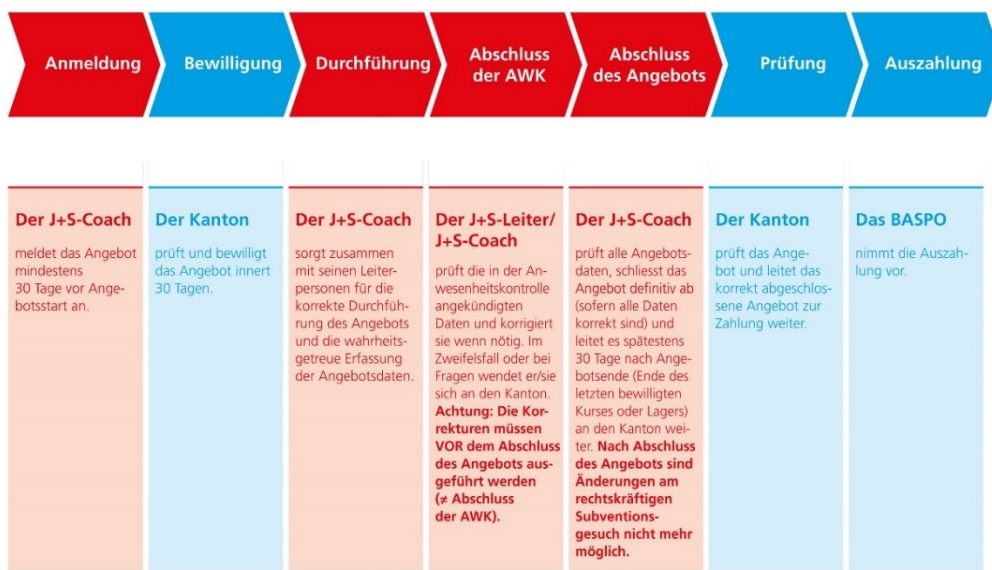 Anmeldung
Bewilligung
Durchführung
Abschluss
der AWK
Abschluss
des Angebots
Prüfung
Auszahlung
Der J+S-Coach
meldet das Angebot
mindestens
30 Tage vor Ange-
botsstart an.
Der Kanton
prüft und bewilligt
das Angebot innert
30 Tagen.
Der J+S-Coach
sorgt zusammen
mit seinen Leiter-
personen für die
korrekte Durchfüh-
rung des Angebots
und die wahrheits-
getreue Erfassung
der Angebotsdaten.
Der J+S-Leiter/
J+S-Coach
prüft die in der An-
wesenheitskontrolle
angekündigten
Daten und korrigiert
sie wenn nötig. Im
Zweifelsfall oder bei
Fragen wendet er/sie
sich an den Kanton.
Achtung: Die Kor-
rekturen müssen
VOR dem Abschluss
des Angebots aus-
geführt werden
(≠ Abschluss
der AWK).
Der J+S-Coach
prüft alle Angebots-
daten, schliesst das
Angebot definitiv ab
(sofern alle Daten
korrekt sind) und
leitet es spätestens
30 Tage nach Ange-
botsende (Ende des
letzten bewilligten
Kurses oder Lagers)
an den Kanton wei-
ter. Nach Abschluss
des Angebots sind
Änderungen am
rechtskräftigen
Subventions-
gesuch nicht mehr
möglich.
Der Kanton
prüft das Ange-
bot und leitet das
korrekt abgeschlos-
sene Angebot zur
Zahlung weiter.
Das BASPO
nimmt die Auszah-
lung vor.